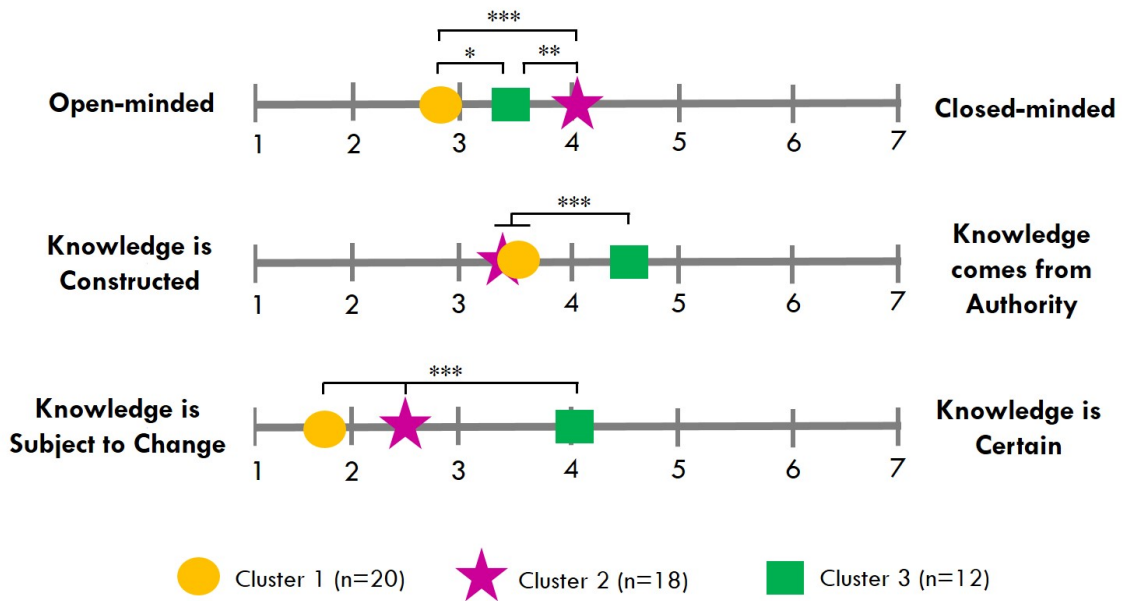 ***
* **
Open-minded
Closed-minded
1 2 3 4 5 6 7
***
Knowledge is
Constructed
Knowledge
comes from
Authority
1 2 3 4 5 6 7
***
Knowledge is
Subject to Change
Knowledge is
Certain
1 2 3 4 5 6 7
Cluster 1 (n=20)
Cluster 2 (n=18)
Cluster 3 (n=12)